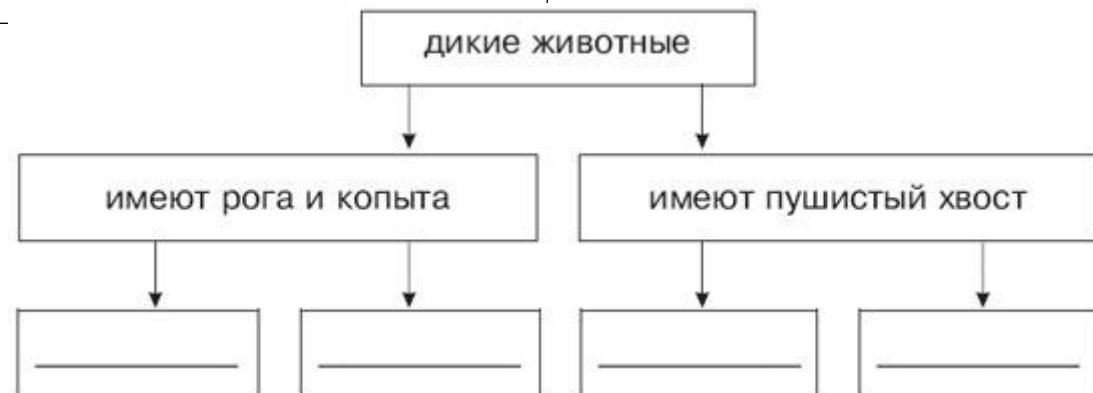 дикие животные
имеют рога и копыта
имеют пушистый хвост